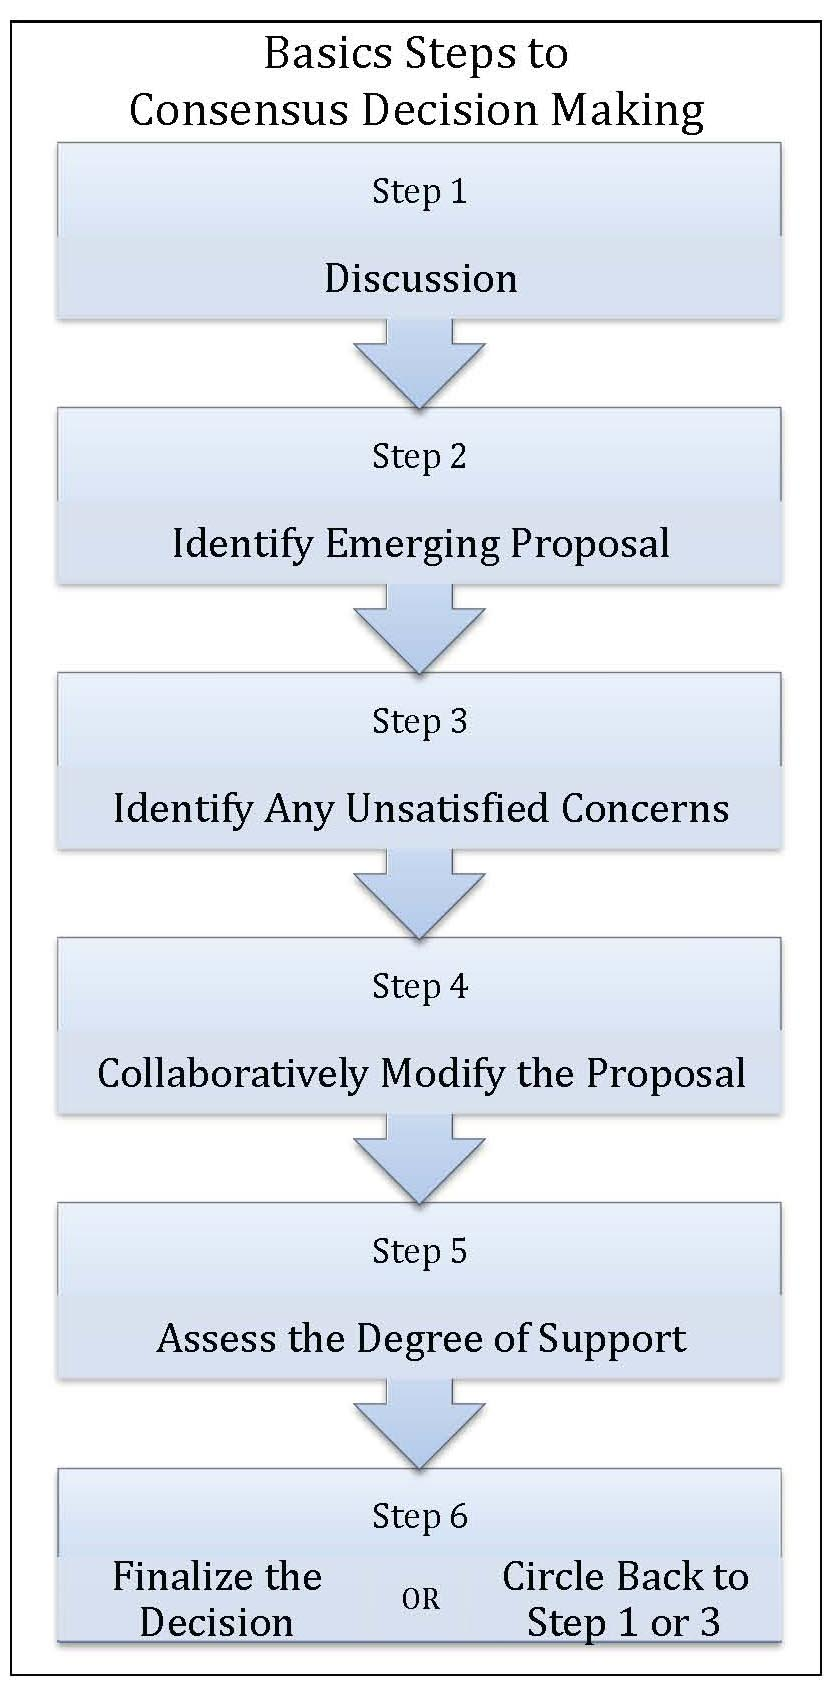 Basics Steps to
Consensus Decision Making
Step 1
Discussion
Step 2
Identify Emerging Proposal
Step 3
Identify Any Unsatisfied Concerns
Step 4
Collaboratively Modify the Proposal
Step 5
Assess the Degree of Support
Step 6
Finalize the
Decision
OR
Circle Back to
Step 1 or 3